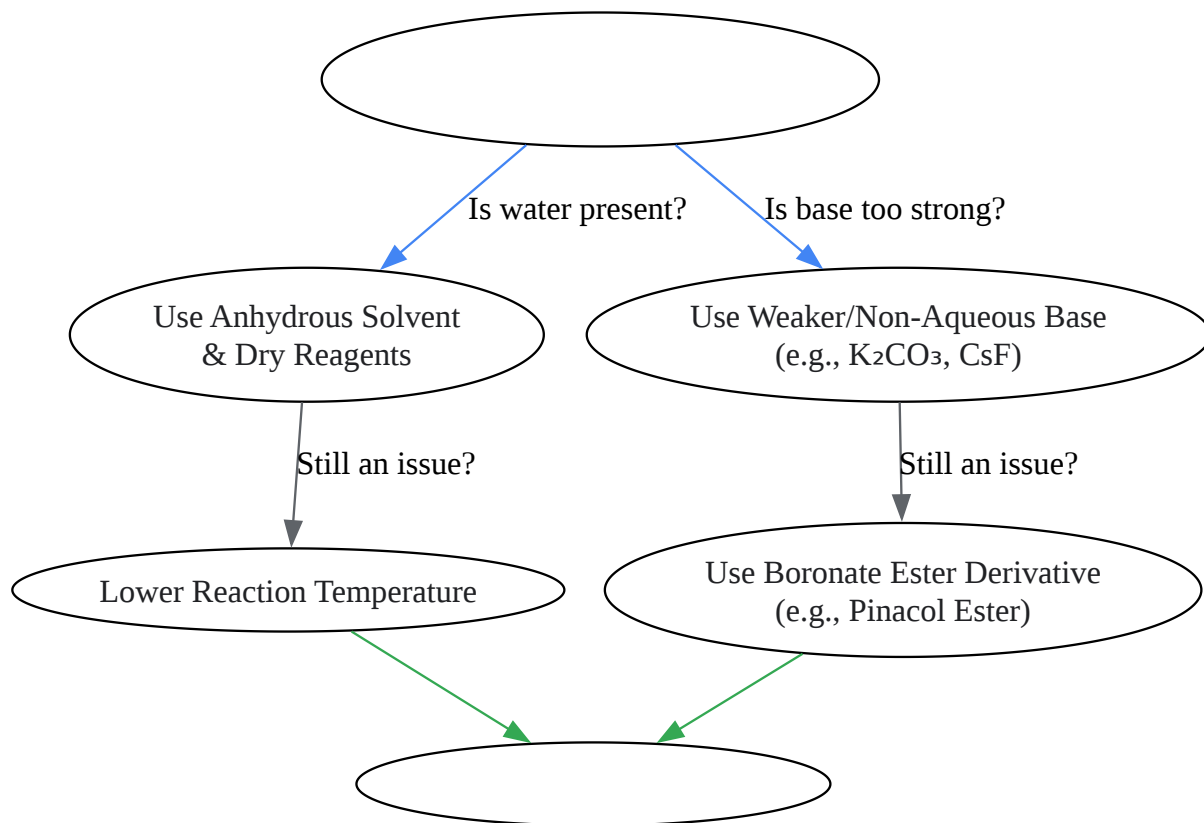 Is water present?
Is base too strong?
Use Anhydrous Solvent
& Dry Reagents
Use Weaker/Non-Aqueous Base
(e.g., K₂CO₃, CsF)
Still an issue?
Still an issue?
Lower Reaction Temperature
Use Boronate Ester Derivative
(e.g., Pinacol Ester)